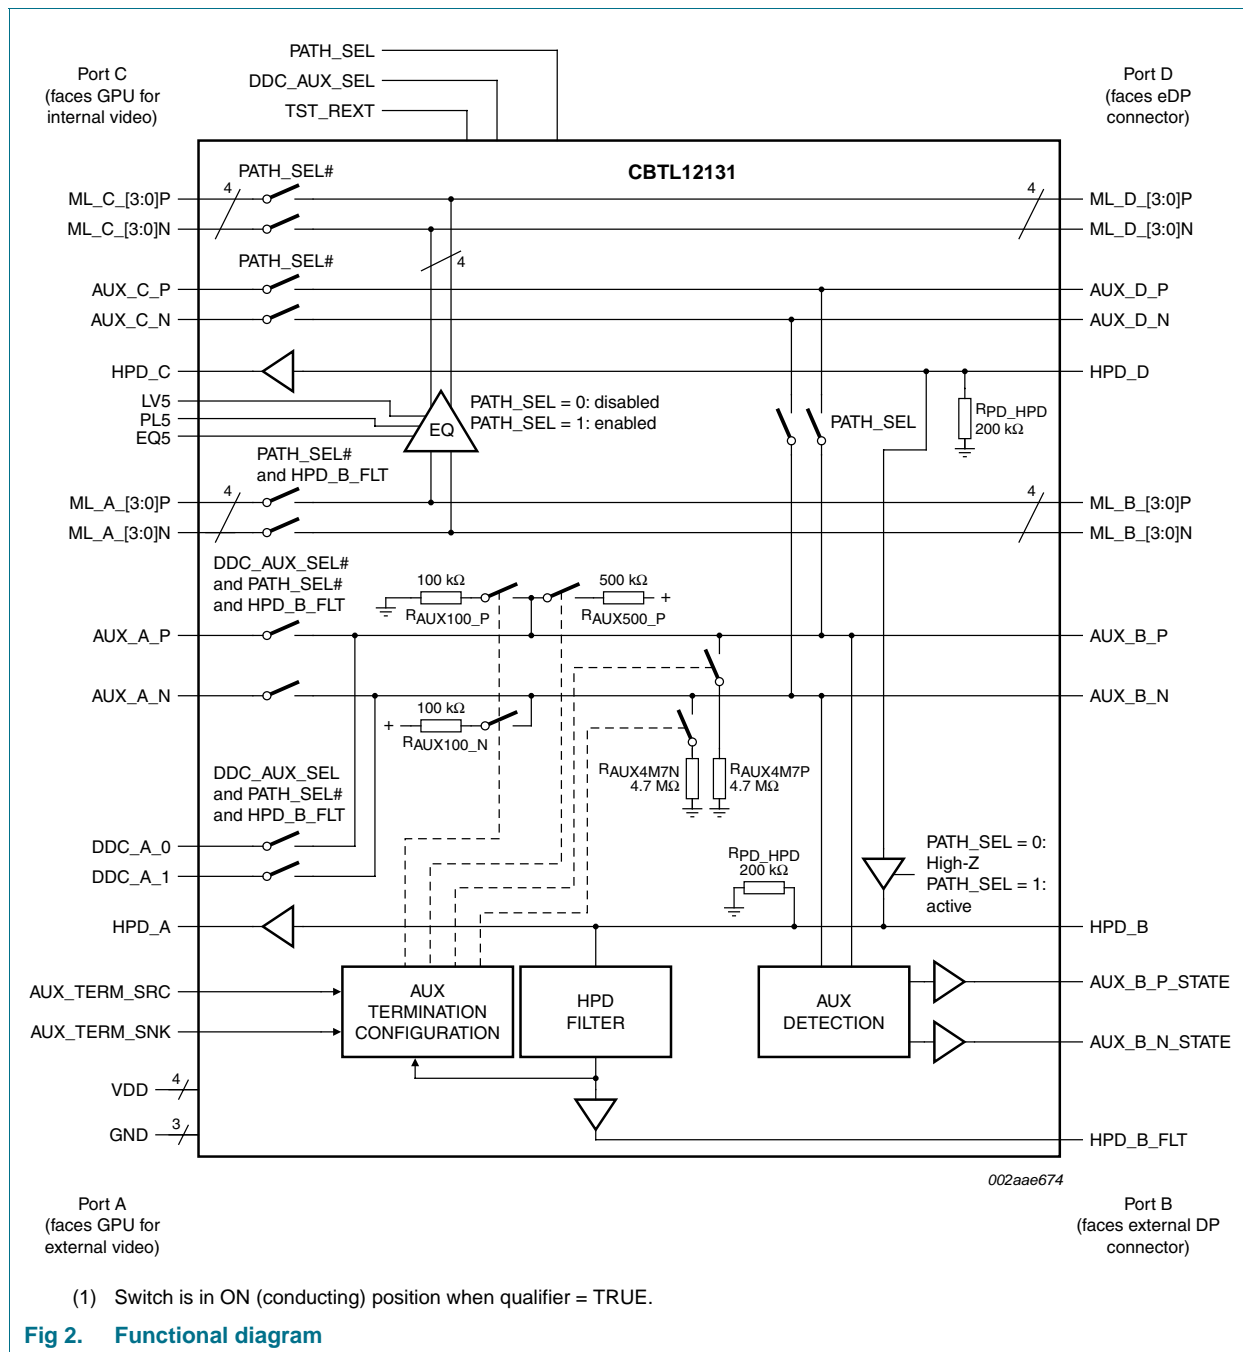 PATH_SEL
DDC_AUX_SEL
TST_REXT
Port C
(faces GPU for
internal video)
Port D
(faces eDP
connector)
CBTL12131
PATH_SEL#
4
4
ML_C_[3:0]P
ML_D_[3:0]P
ML_C_[3:0]N
ML_D_[3:0]N
4
PATH_SEL#
AUX_C_P
AUX_D_P
AUX_C_N
AUX_D_N
HPD_C
HPD_D
LV5
PL5
EQ5
EQ
PATH_SEL = 0: disabled
PATH_SEL = 1: enabled
PATH_SEL
RPD_HPD
200 kΩ
PATH_SEL#
and HPD_B_FLT
4
4
ML_A_[3:0]P
ML_B_[3:0]P
ML_A_[3:0]N
ML_B_[3:0]N
DDC_AUX_SEL#
and PATH_SEL#
and HPD_B_FLT
100 kΩ
RAUX100_P
500 kΩ
+
RAUX500_P
AUX_A_P
AUX_B_P
AUX_A_N
AUX_B_N
100 kΩ
+
RAUX100_N
RAUX4M7N
4.7 MΩ
RAUX4M7P
4.7 MΩ
DDC_AUX_SEL
and PATH_SEL#
and HPD_B_FLT
DDC_A_0
DDC_A_1
RPD_HPD
200 kΩ
PATH_SEL = 0:
High-Z
PATH_SEL = 1:
active
HPD_A
HPD_B
AUX_TERM_SRC
AUX_TERM_SNK
AUX
TERMINATION
CONFIGURATION
HPD
FILTER
AUX
DETECTION
AUX_B_P_STATE
AUX_B_N_STATE
VDD
4
GND
3
HPD_B_FLT
002aae674
Port A
(faces GPU for
external video)
Port B
(faces external DP
connector)
(1) Switch is in ON (conducting) position when qualifier = TRUE.
Fig 2. Functional diagram